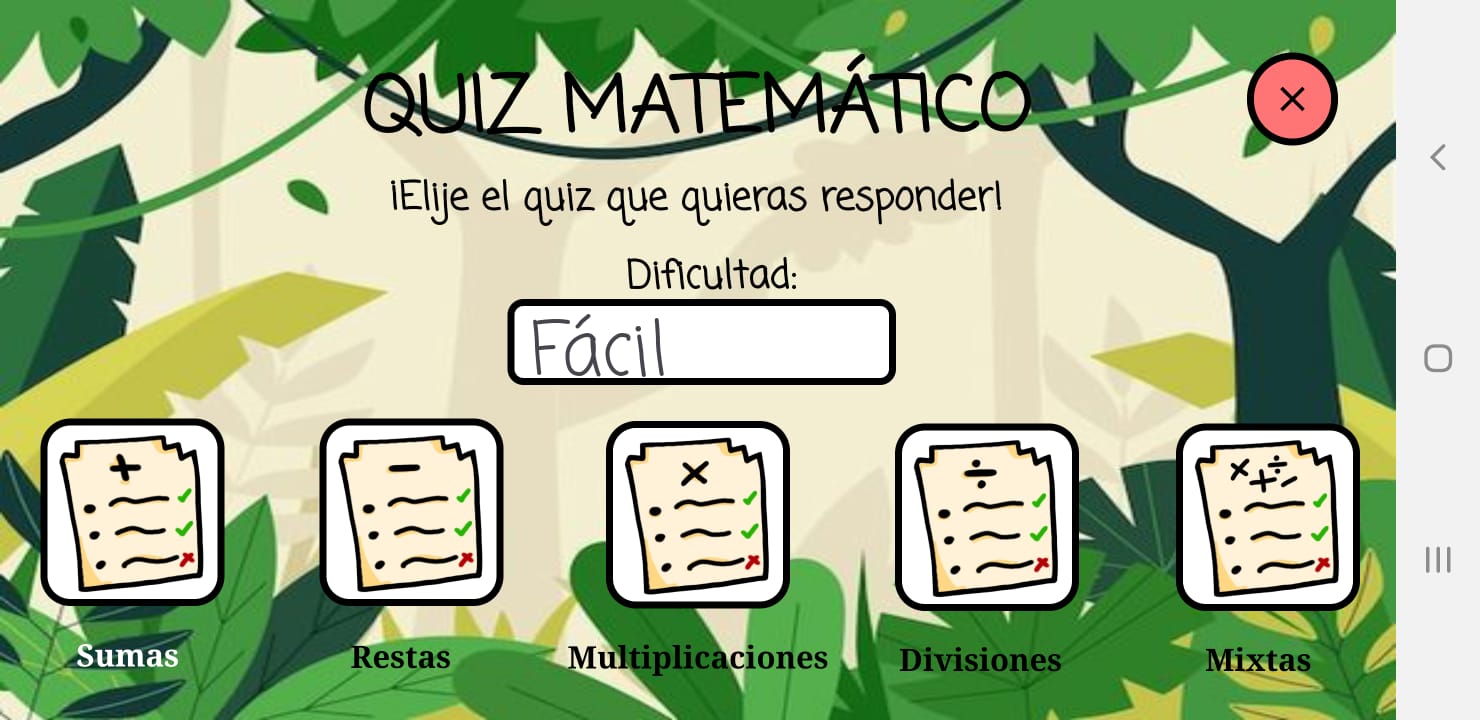 QUIZ MATEMÁTICO
¡Elije el quiz que quieras responder!
Dificultad:
Fácil
Sumas
Restas
Multiplicaciones
Divisiones
Mixtas